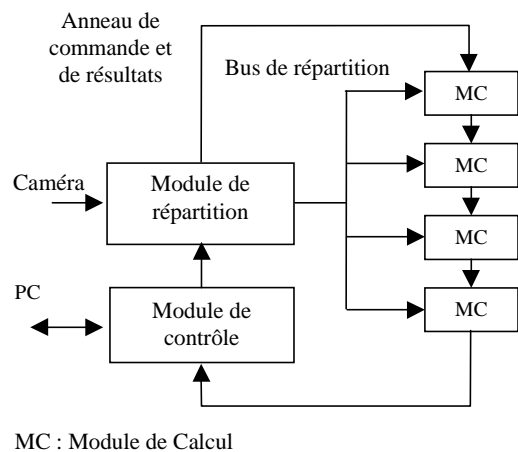 Anneau de
commande et
de résultats
Bus de répartition
MC
MC
MC
MC
Caméra
Module de
répartition
PC
Module de
contrôle
MC : Module de Calcul